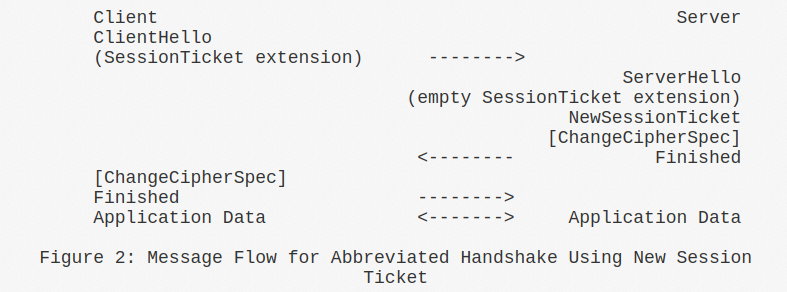 Client Server
ClientHello
(SessionTicket extension) -------->
ServerHello
(empty SessionTicket extension)
NewSessionTicket
[ChangeCipherSpec]
<-------- Finished
[ChangeCipherSpec]
Finished -------->
Application Data <-------> Application Data
Figure 2: Message Flow for Abbreviated Handshake Using New Session
Ticket